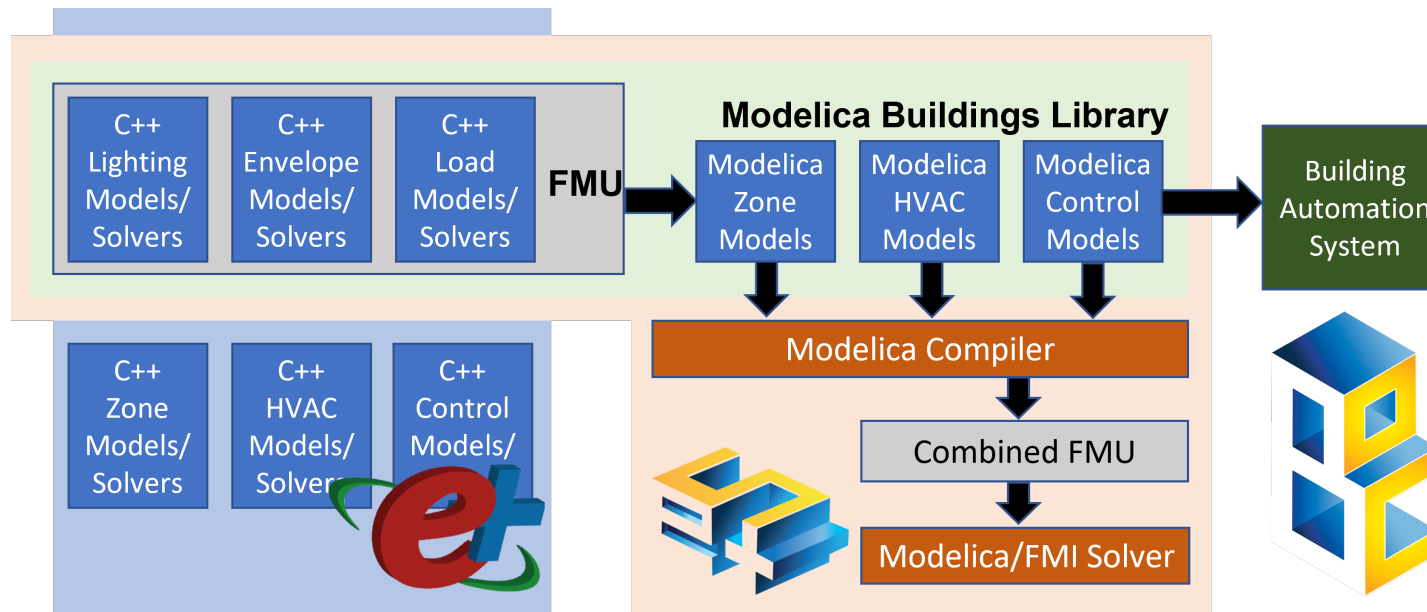 C++
Lighting
Models/
Solvers
C++
Envelope
Models/
Solvers
C++
Load
Models/
Solvers
FMU
Modelica Buildings Library
Modelica
Zone
Models
Modelica
HVAC
Models
Modelica
Control
Models
Building
Automation
System
C++
Zone
Models/
Solvers
C++
HVAC
Models/
Solvers
C++
Control
Models/
e+
Modelica Compiler
Combined FMU
Modelica/FMI Solver